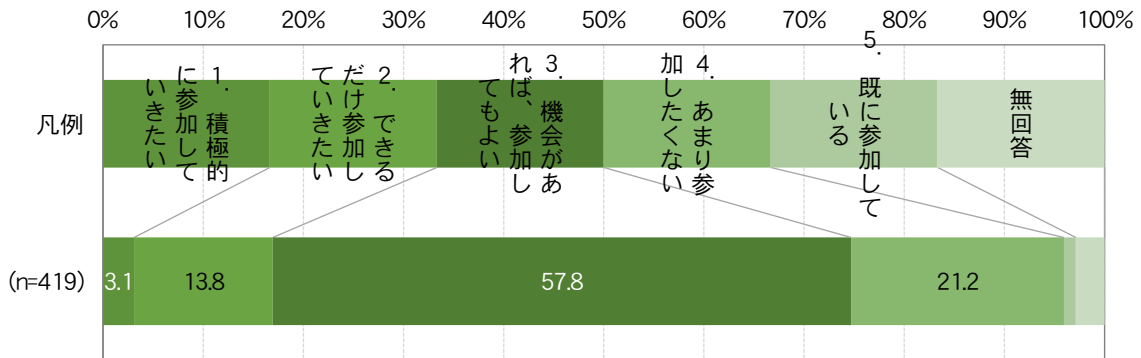 0% 10% 20% 30% 40% 50% 60% 70% 80% 90% 100%
凡例
1. 積極的
に参加して
いきたい
2. できる
だけ参加し
ていきたい
3. 機会があ
れば、参加し
てもよい
4. あまり参
加したくない
5. 既に参加して
いる
無回答
(n=419)
3.1
13.8
57.8
21.2